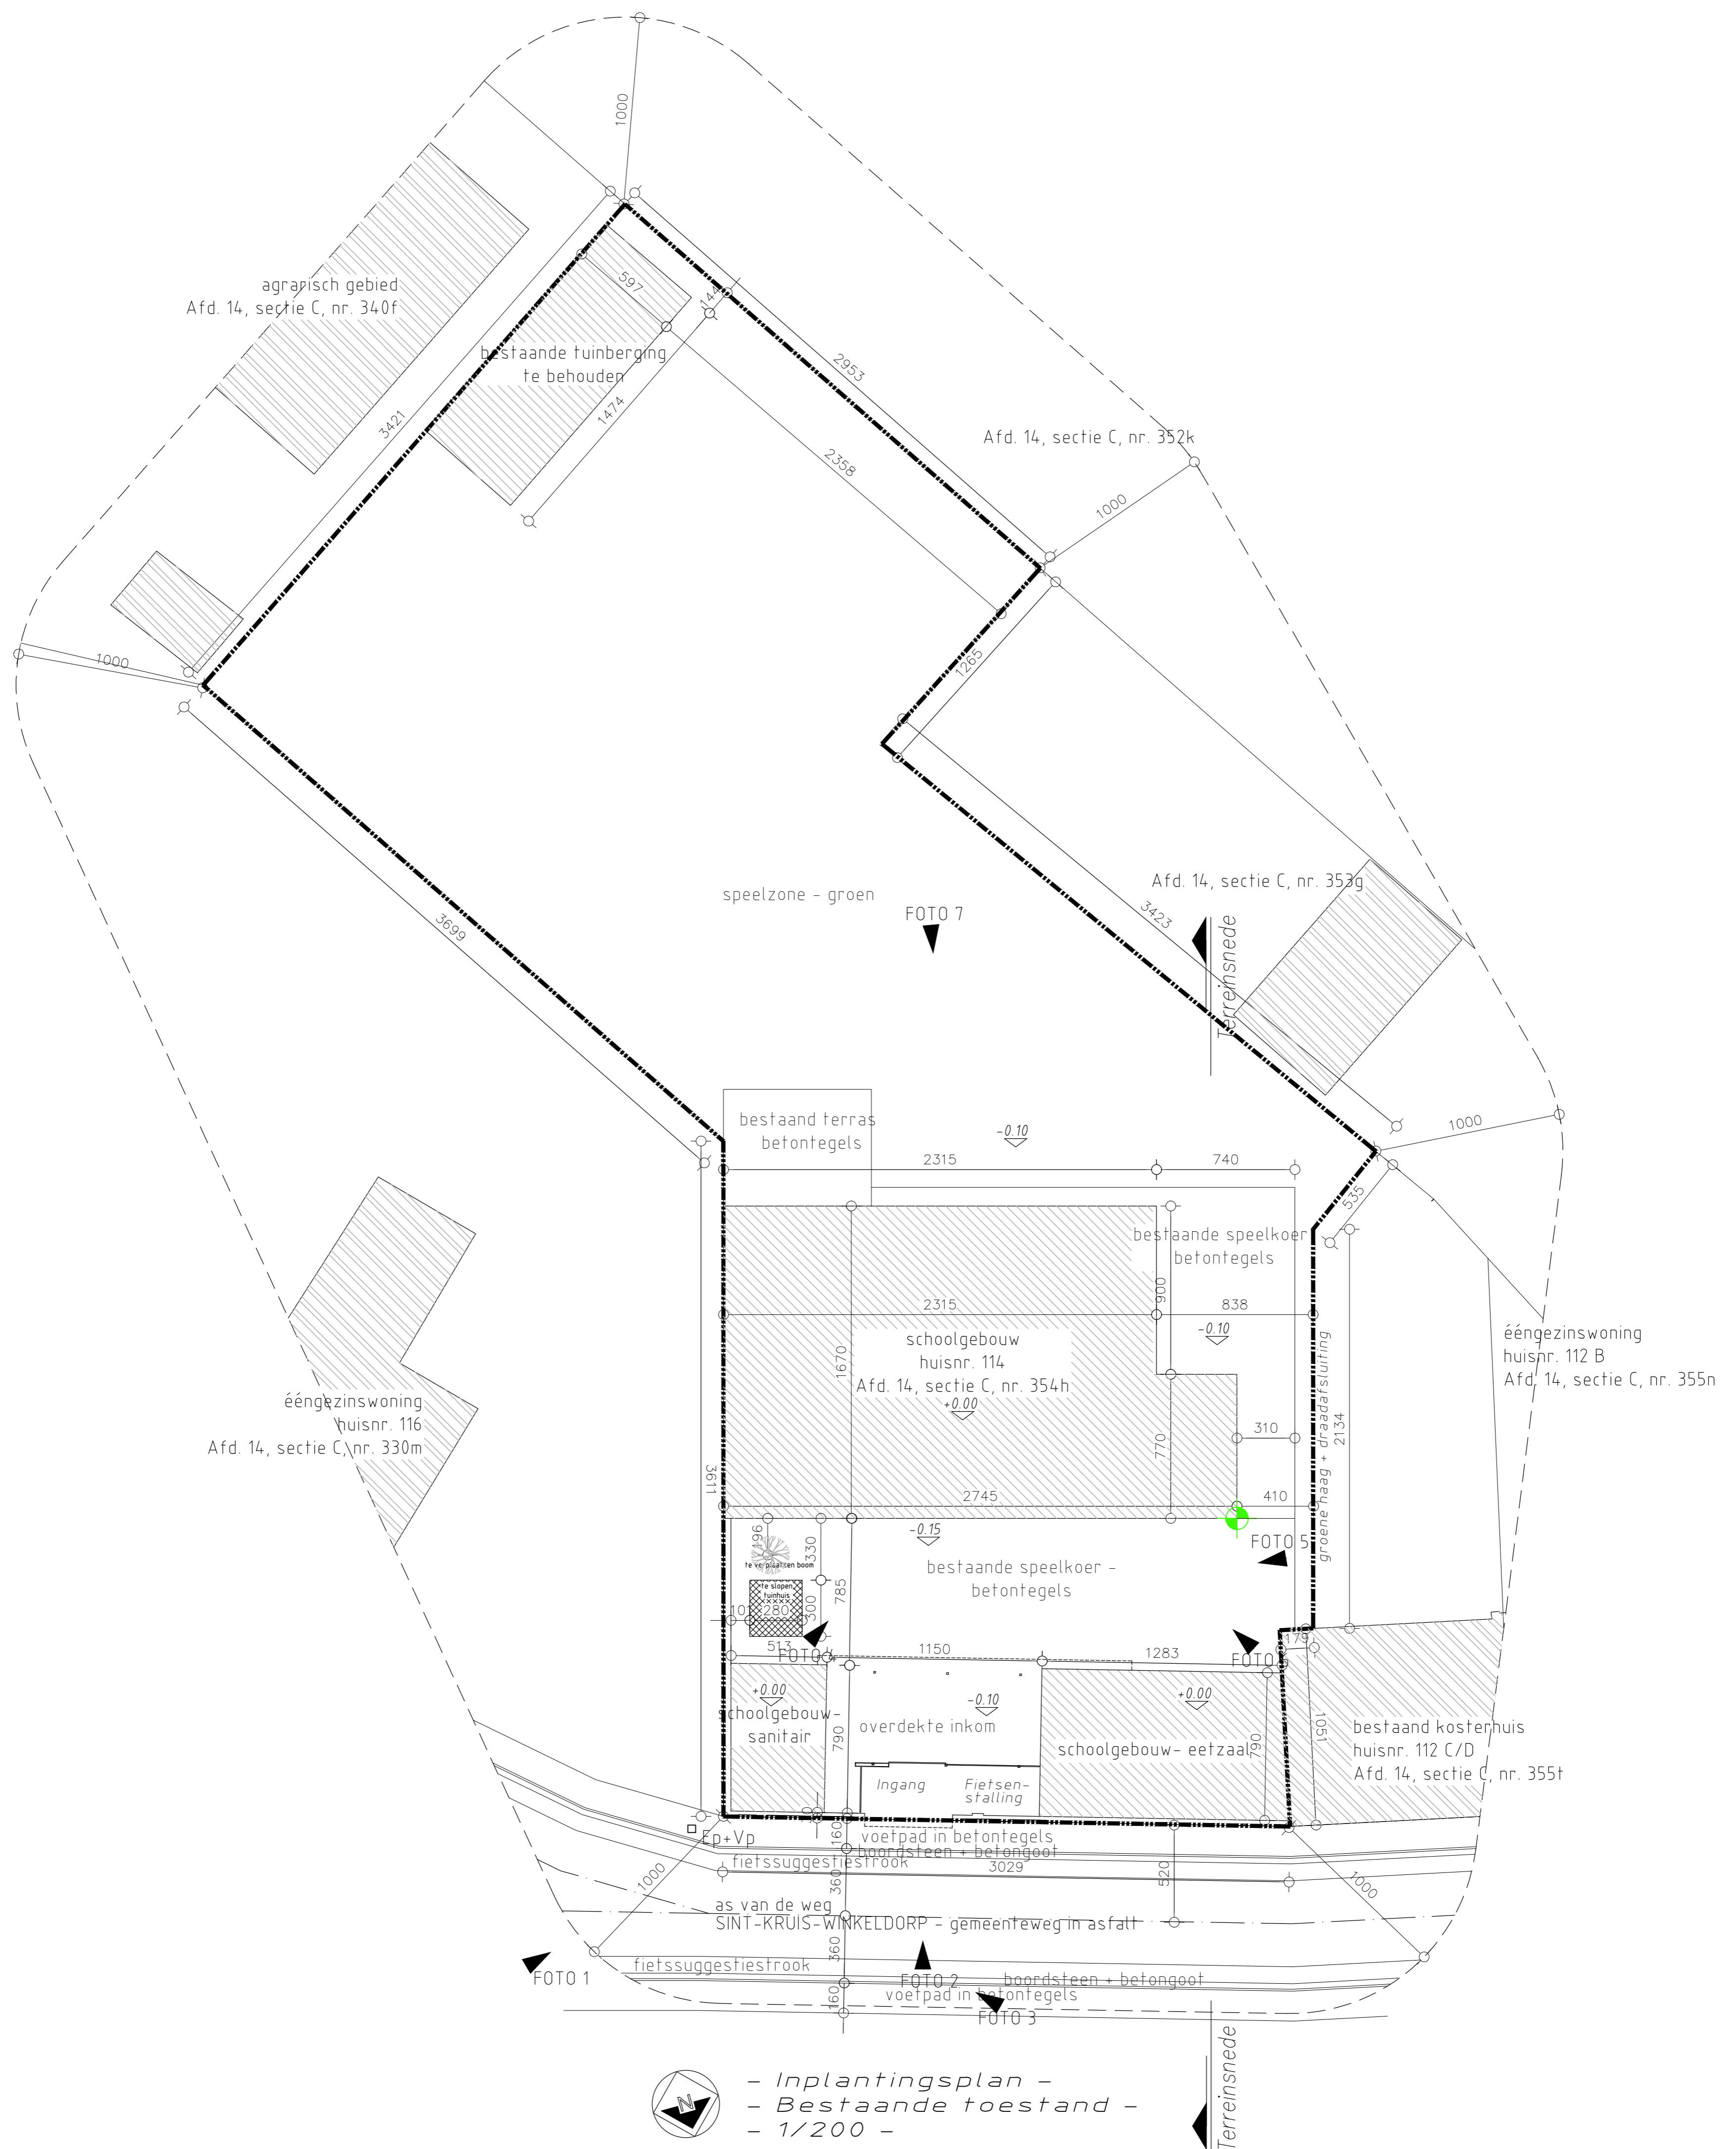 1000
agrarisch gebied
Afd. 14, sectie C, nr. 340f
597
144
bestaande tuinberging
te behouden
2953
3421
1474
Afd. 14, sectie C, nr. 352k
2358
1000
1265
1000
Afd. 14, sectie C, nr. 353g
speelzone - groen
FOTO 7
3423
3699
Terreinsnede
bestaand terras
betontegels
-0.10
1000
2315
740
535
bestaande speelkoer
betontegels
900
2315
838
-0.10
schoolgebouw
huisnr. 114
Afd. 14, sectie C, nr. 354h
+0.00
1670
ééngezinswoning
huisnr. 112 B
Afd. 14, sectie C, nr. 355n
groene haag + draadafsluiting
2134
ééngezinswoning
huisnr. 116
Afd. 14, sectie C, nr. 330m
310
770
3611
2745
410
-0.15
196
330
te verplaatsen boom
FOTO 5
bestaande speelkoer -
betontegels
te slopen
tuinhuis
785
300
101
280
513
FOTO 4
1150
1283
179
+0.00
schoolgebouw-
sanitair
-0.10
+0.00
overdekte inkom
790
schoolgebouw- eetzaal
790
1051
bestaand kosterhuis
huisnr. 112 C/D
Afd. 14, sectie C, nr. 355t
Ingang
Fietsen-
stalling
Ep+Vp
160
voetpad in betontegels
boordsteen + betongoot
fietssuggestiestrook
3029
1000
360
520
1000
as van de weg
SINT-KRUIS-WINKELDORP - gemeenteweg in asfalt
360
fietssuggestiestrook
FOTO 1
FOTO 2
boordsteen + betongoot
160
voetpad in betontegels
FOTO 3
Terreinsnede
N
- Inplantingsplan -
- Bestaande toestand -
- 1/200 -